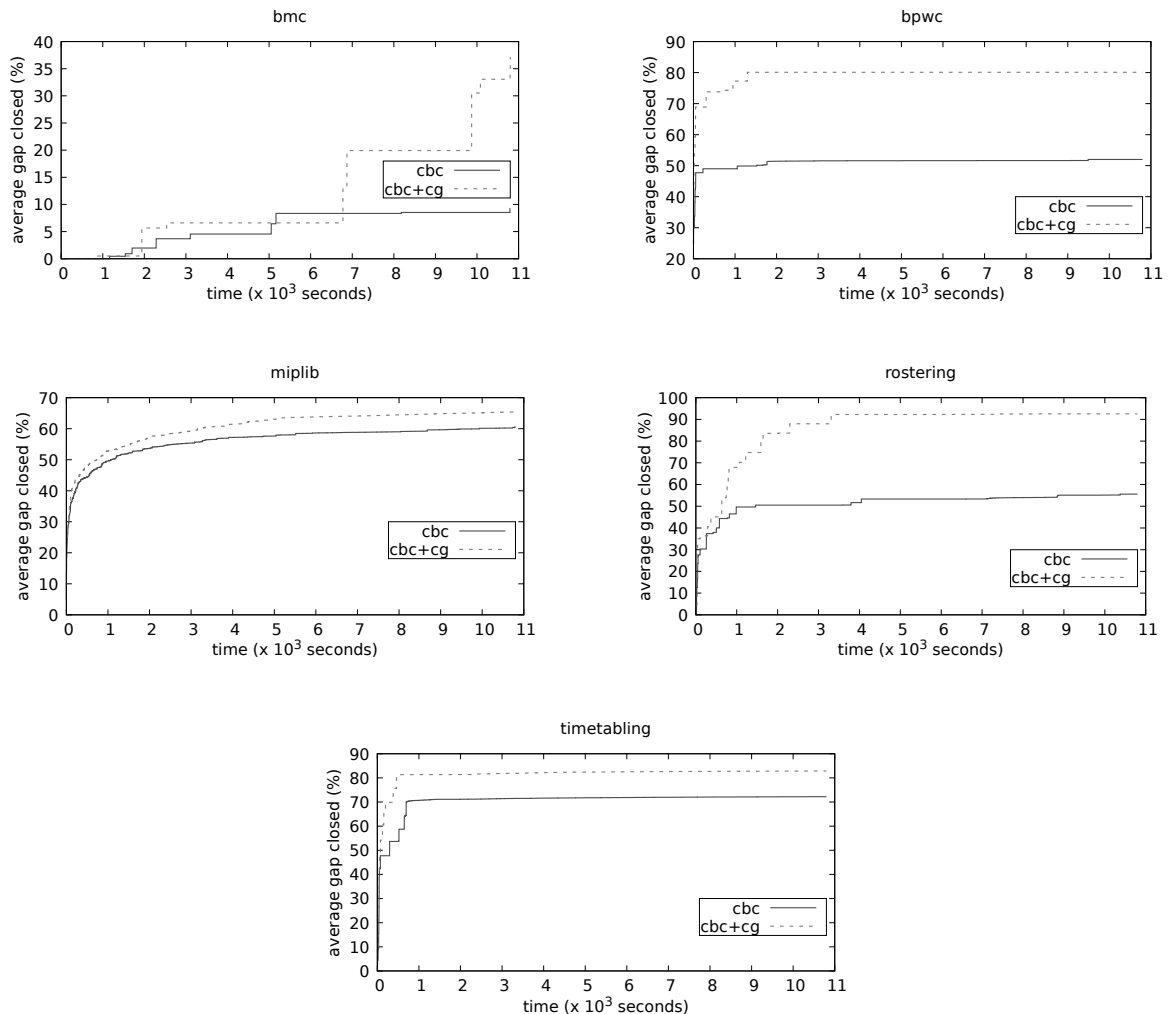 bmc
average gap closed (%)
40
35
30
25
20
15
10
5
0
cbc
cbc+cg
0 1 2 3 4 5 6 7 8 9 10 11
time (x 10³ seconds)
bpwc
average gap closed (%)
90
80
70
60
50
40
30
20
cbc
cbc+cg
0 1 2 3 4 5 6 7 8 9 10 11
time (x 10³ seconds)
miplib
average gap closed (%)
70
60
50
40
30
20
10
0
cbc
cbc+cg
0 1 2 3 4 5 6 7 8 9 10 11
time (x 10³ seconds)
rostering
average gap closed (%)
100
90
80
70
60
50
40
30
20
10
0
cbc
cbc+cg
0 1 2 3 4 5 6 7 8 9 10 11
time (x 10³ seconds)
timetabling
average gap closed (%)
90
80
70
60
50
40
30
20
10
0
cbc
cbc+cg
0 1 2 3 4 5 6 7 8 9 10 11
time (x 10³ seconds)